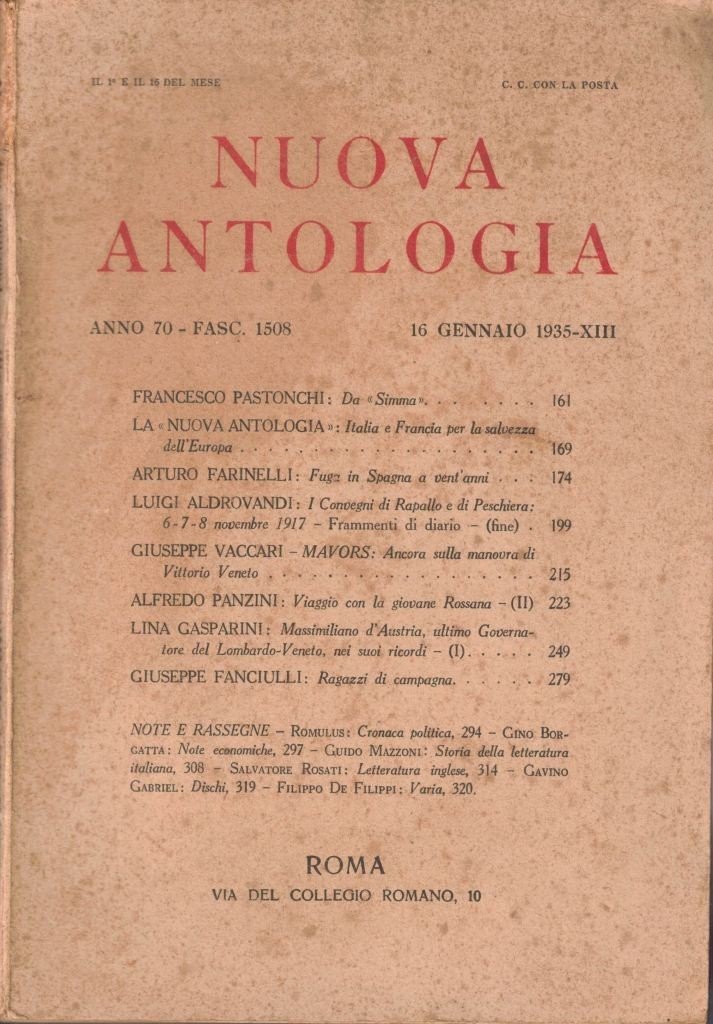 IL 1º E IL 16 DEL MESE
C. C. CON LA POSTA
NUOVA
ANTOLOGIA
ANNO 70 - FASC. 1508
16 GENNAIO 1935-XIII
FRANCESCO PASTONCHI: Da «Simma». . . . . . . . 161
LA «NUOVA ANTOLOGIA»: Italia e Francia per la salvezza
dell'Europa . . . . . . . . . . . . . . . . . . . . 169
ARTURO FARINELLI: Fuga in Spagna a vent'anni . . . 174
LUIGI ALDROVANDI: I Convegni di Rapallo e di Peschiera:
6-7-8 novembre 1917 – Frammenti di diario – (fine) . 199
GIUSEPPE VACCARI – MAVORS: Ancora sulla manovra di
Vittorio Veneto . . . . . . . . . . . . . . . . . . 215
ALFREDO PANZINI: Viaggio con la giovane Rossana – (II) 223
LINA GASPARINI: Massimiliano d'Austria, ultimo Governa-
tore del Lombardo-Veneto, nei suoi ricordi – (I). . . . . 249
GIUSEPPE FANCIULLI: Ragazzi di campagna. . . . . . 279
NOTE E RASSEGNE – ROMULUS: Cronaca politica, 294 – GINO BOR-
GATTA: Note economiche, 297 – GUIDO MAZZONI: Storia della letteratura
italiana, 308 – SALVATORE ROSATI: Letteratura inglese, 314 – GAVINO
GABRIEL: Dischi, 319 – FILIPPO DE FILIPPI: Varia, 320.
ROMA
VIA DEL COLLEGIO ROMANO, 10